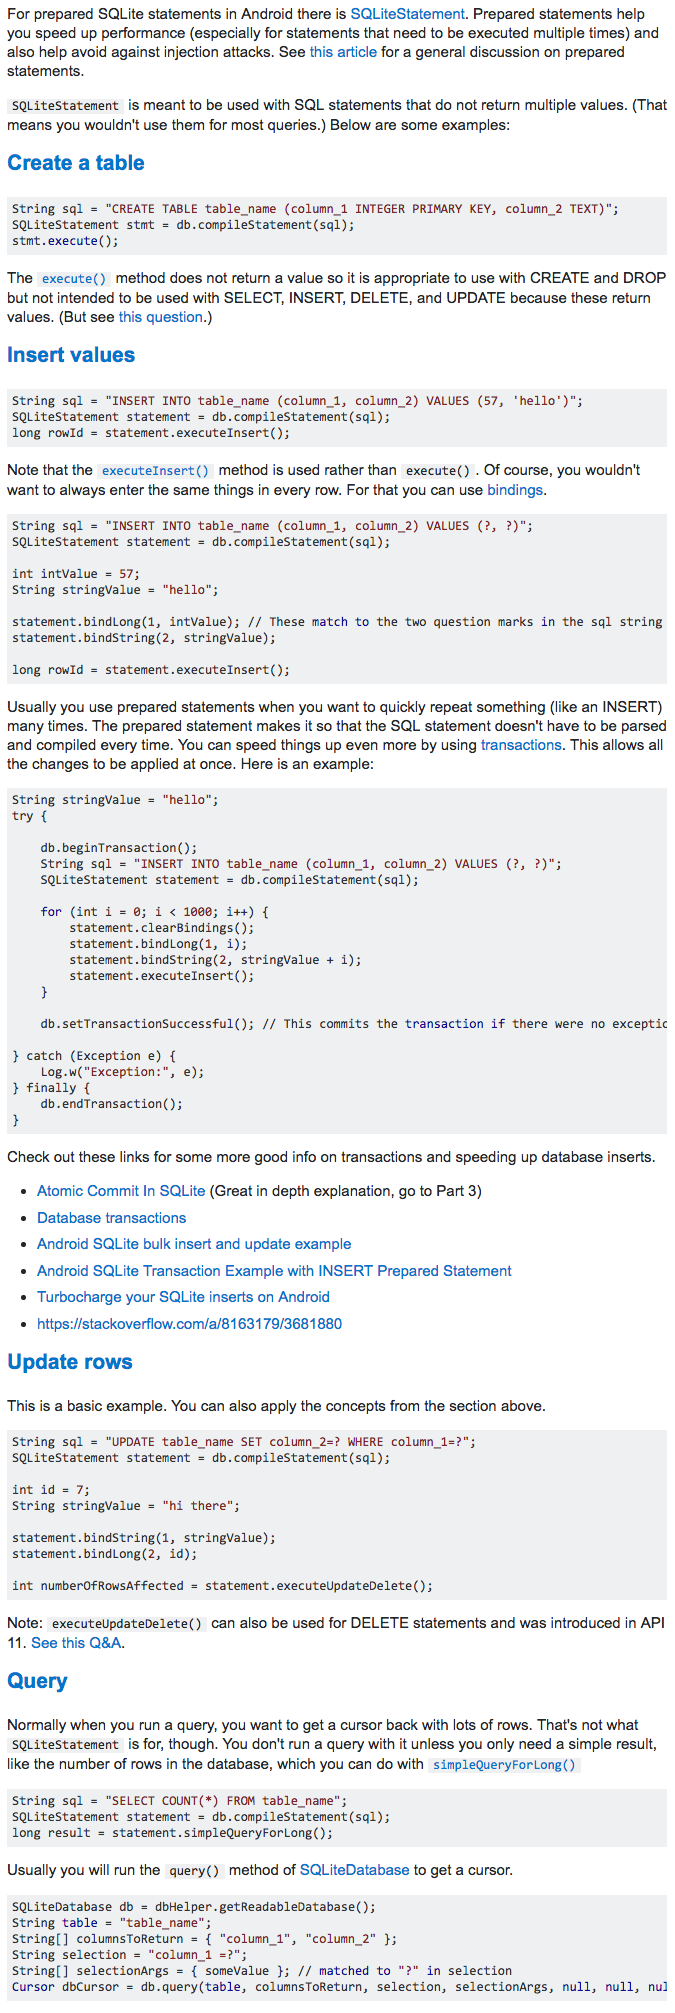 For prepared SQLite statements in Android there is SQLiteStatement. Prepared statements help
you speed up performance (especially for statements that need to be executed multiple times) and
also help avoid against injection attacks. See this article for a general discussion on prepared
statements.
SQLiteStatement is meant to be used with SQL statements that do not return multiple values. (That
means you wouldn't use them for most queries.) Below are some examples:
Create a table
String sql = "CREATE TABLE table_name (column_1 INTEGER PRIMARY KEY, column_2 TEXT)";
SQLiteStatement stmt = db.compileStatement(sql);
stmt.execute();
The execute() method does not return a value so it is appropriate to use with CREATE and DROP
but not intended to be used with SELECT, INSERT, DELETE, and UPDATE because these return
values. (But see this question.)
Insert values
String sql = "INSERT INTO table_name (column_1, column_2) VALUES (57, 'hello')";
SQLiteStatement statement = db.compileStatement(sql);
long rowId = statement.executeInsert();
Note that the executeInsert() method is used rather than execute() . Of course, you wouldn't
want to always enter the same things in every row. For that you can use bindings.
String sql = "INSERT INTO table_name (column_1, column_2) VALUES (?, ?)";
SQLiteStatement statement = db.compileStatement(sql);
int intValue = 57;
String stringValue = "hello";
statement.bindLong(1, intValue); // These match to the two question marks in the sql string
statement.bindString(2, stringValue);
long rowId = statement.executeInsert();
Usually you use prepared statements when you want to quickly repeat something (like an INSERT)
many times. The prepared statement makes it so that the SQL statement doesn't have to be parsed
and compiled every time. You can speed things up even more by using transactions. This allows all
the changes to be applied at once. Here is an example:
String stringValue = "hello";
try {
    db.beginTransaction();
    String sql = "INSERT INTO table_name (column_1, column_2) VALUES (?, ?)";
    SQLiteStatement statement = db.compileStatement(sql);
    for (int i = 0; i < 1000; i++) {
        statement.clearBindings();
        statement.bindLong(1, i);
        statement.bindString(2, stringValue + i);
        statement.executeInsert();
    }
    db.setTransactionSuccessful(); // This commits the transaction if there were no exceptio
} catch (Exception e) {
    Log.w("Exception:", e);
} finally {
    db.endTransaction();
}
Check out these links for some more good info on transactions and speeding up database inserts.
• Atomic Commit In SQLite (Great in depth explanation, go to Part 3)
• Database transactions
• Android SQLite bulk insert and update example
• Android SQLite Transaction Example with INSERT Prepared Statement
• Turbocharge your SQLite inserts on Android
• https://stackoverflow.com/a/8163179/3681880
Update rows
This is a basic example. You can also apply the concepts from the section above.
String sql = "UPDATE table_name SET column_2=? WHERE column_1=?";
SQLiteStatement statement = db.compileStatement(sql);
int id = 7;
String stringValue = "hi there";
statement.bindString(1, stringValue);
statement.bindLong(2, id);
int numberOfRowsAffected = statement.executeUpdateDelete();
Note: executeUpdateDelete() can also be used for DELETE statements and was introduced in API
11. See this Q&A.
Query
Normally when you run a query, you want to get a cursor back with lots of rows. That's not what
SQLiteStatement is for, though. You don't run a query with it unless you only need a simple result,
like the number of rows in the database, which you can do with simpleQueryForLong()
String sql = "SELECT COUNT(*) FROM table_name";
SQLiteStatement statement = db.compileStatement(sql);
long result = statement.simpleQueryForLong();
Usually you will run the query() method of SQLiteDatabase to get a cursor.
SQLiteDatabase db = dbHelper.getReadableDatabase();
String table = "table_name";
String[] columnsToReturn = { "column_1", "column_2" };
String selection = "column_1 =?";
String[] selectionArgs = { someValue }; // matched to "?" in selection
Cursor dbCursor = db.query(table, columnsToReturn, selection, selectionArgs, null, null, nul